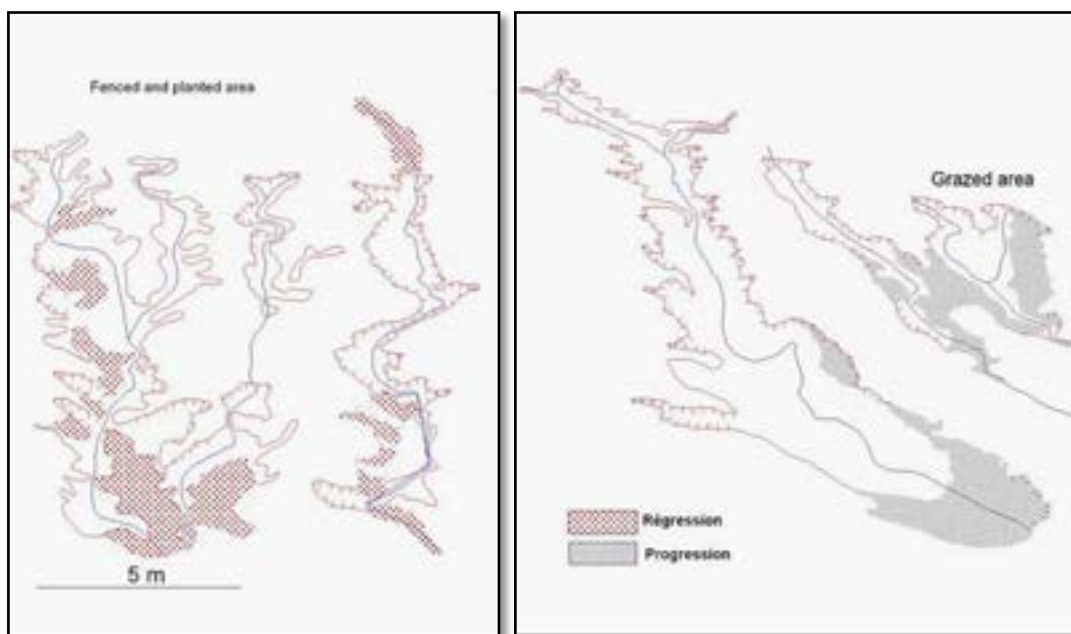 Fenced and planted area
5 m
Grazed area
Régression
Progression